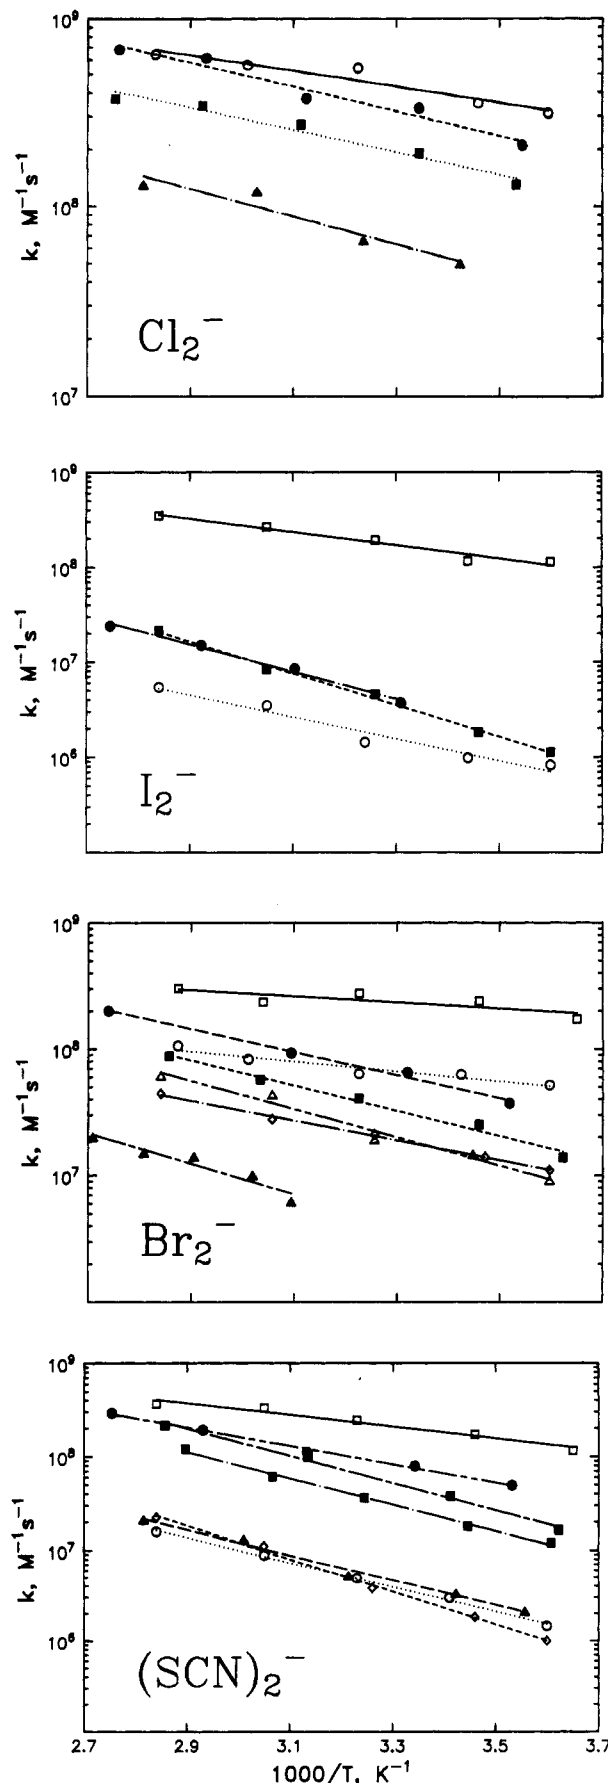 10⁹
k, M⁻¹s⁻¹
10⁸
Cl₂⁻
10⁷
10⁹
10⁸
k, M⁻¹s⁻¹
10⁷
10⁶
I₂⁻
10⁹
10⁸
k, M⁻¹s⁻¹
10⁷
Br₂⁻
10⁹
10⁸
k, M⁻¹s⁻¹
10⁷
10⁶
(SCN)₂⁻
2.7 2.9 3.1 3.3 3.5 3.7
1000/T, K⁻¹